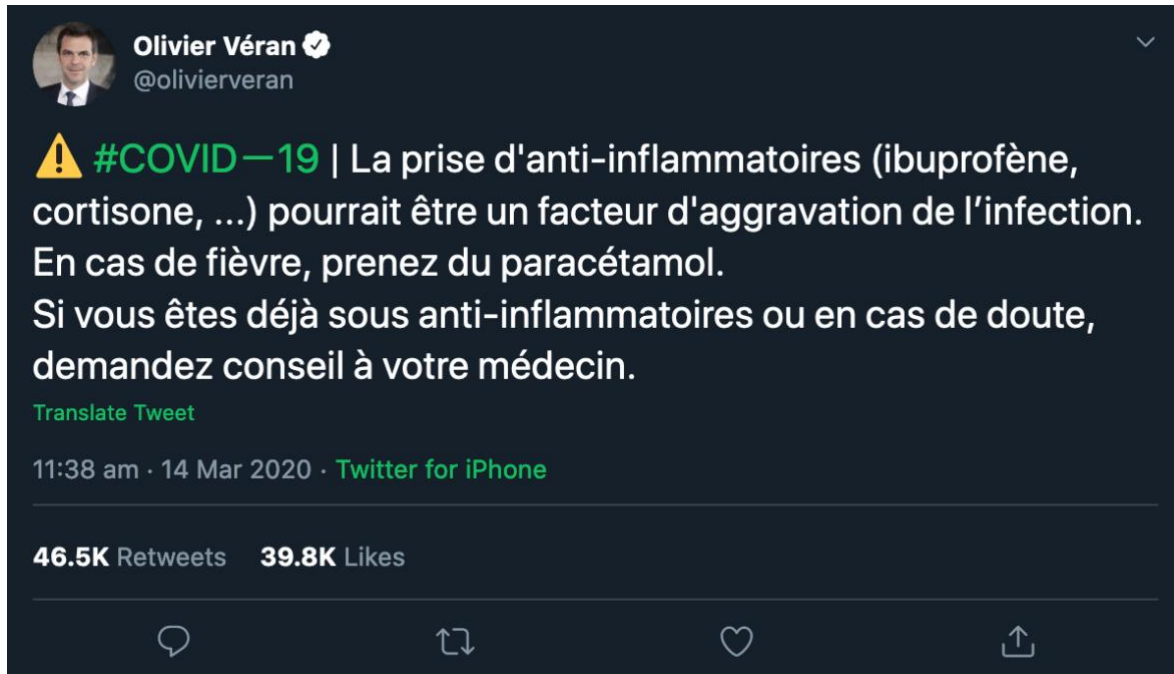 Olivier Véran
@olivierveran
⚠️ #COVID—19 | La prise d'anti-inflammatoires (ibuprofène,
cortisone, ...) pourrait être un facteur d'aggravation de l’infection.
En cas de fièvre, prenez du paracétamol.
Si vous êtes déjà sous anti-inflammatoires ou en cas de doute,
demandez conseil à votre médecin.
Translate Tweet
11:38 am · 14 Mar 2020 · Twitter for iPhone
46.5K Retweets 39.8K Likes